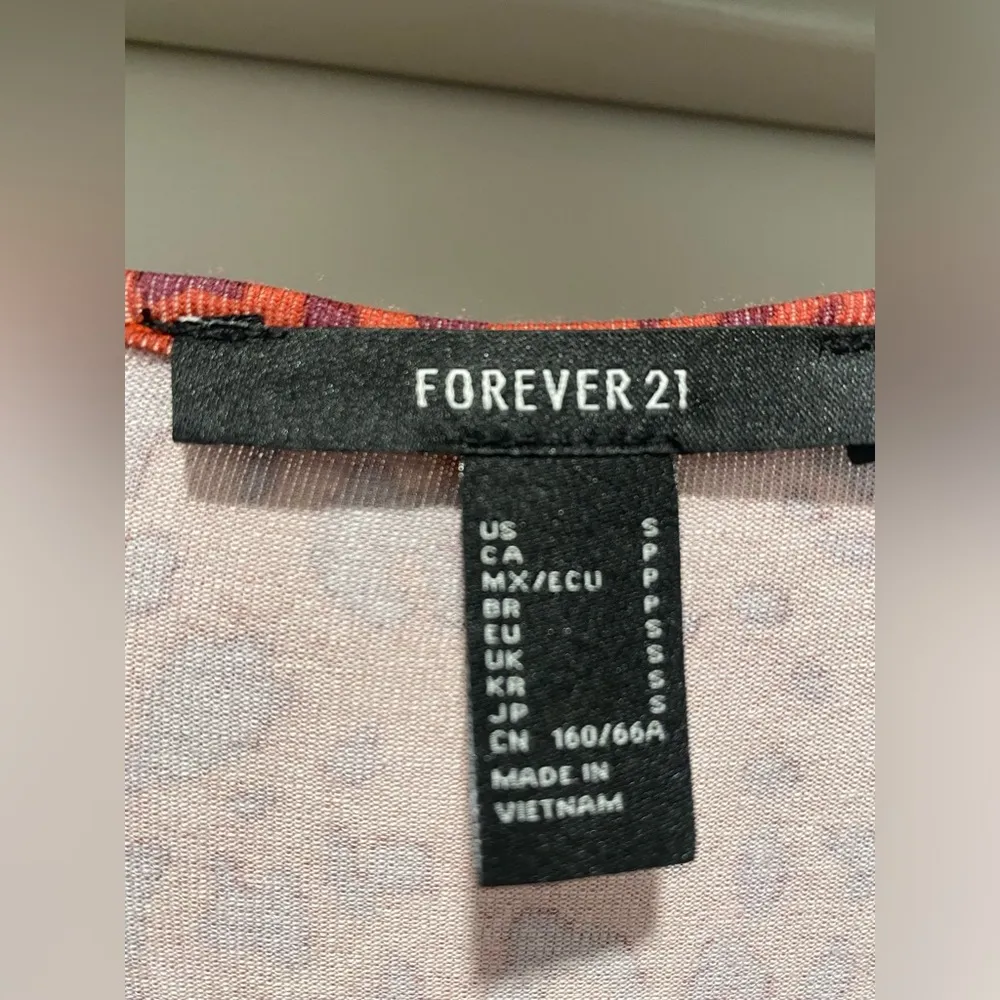 FOREVER 21
US S
CA P
MX/ECU P
BR P
EU S
UK S
KR S
JP S
CN 160/66A
MADE IN
VIETNAM